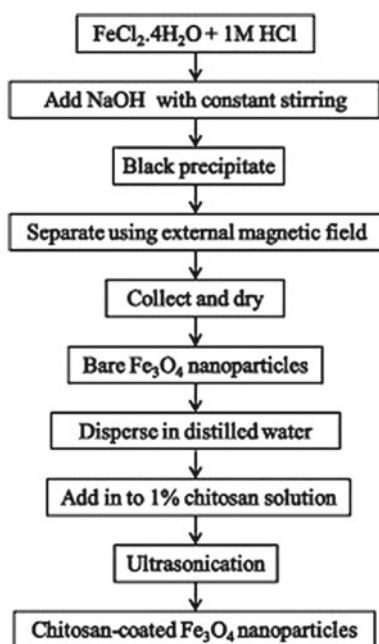 FeCl₂.4H₂O + 1M HCl
Add NaOH with constant stirring
Black precipitate
Separate using external magnetic field
Collect and dry
Bare Fe₃O₄ nanoparticles
Disperse in distilled water
Add in to 1% chitosan solution
Ultrasonication
Chitosan-coated Fe₃O₄ nanoparticles